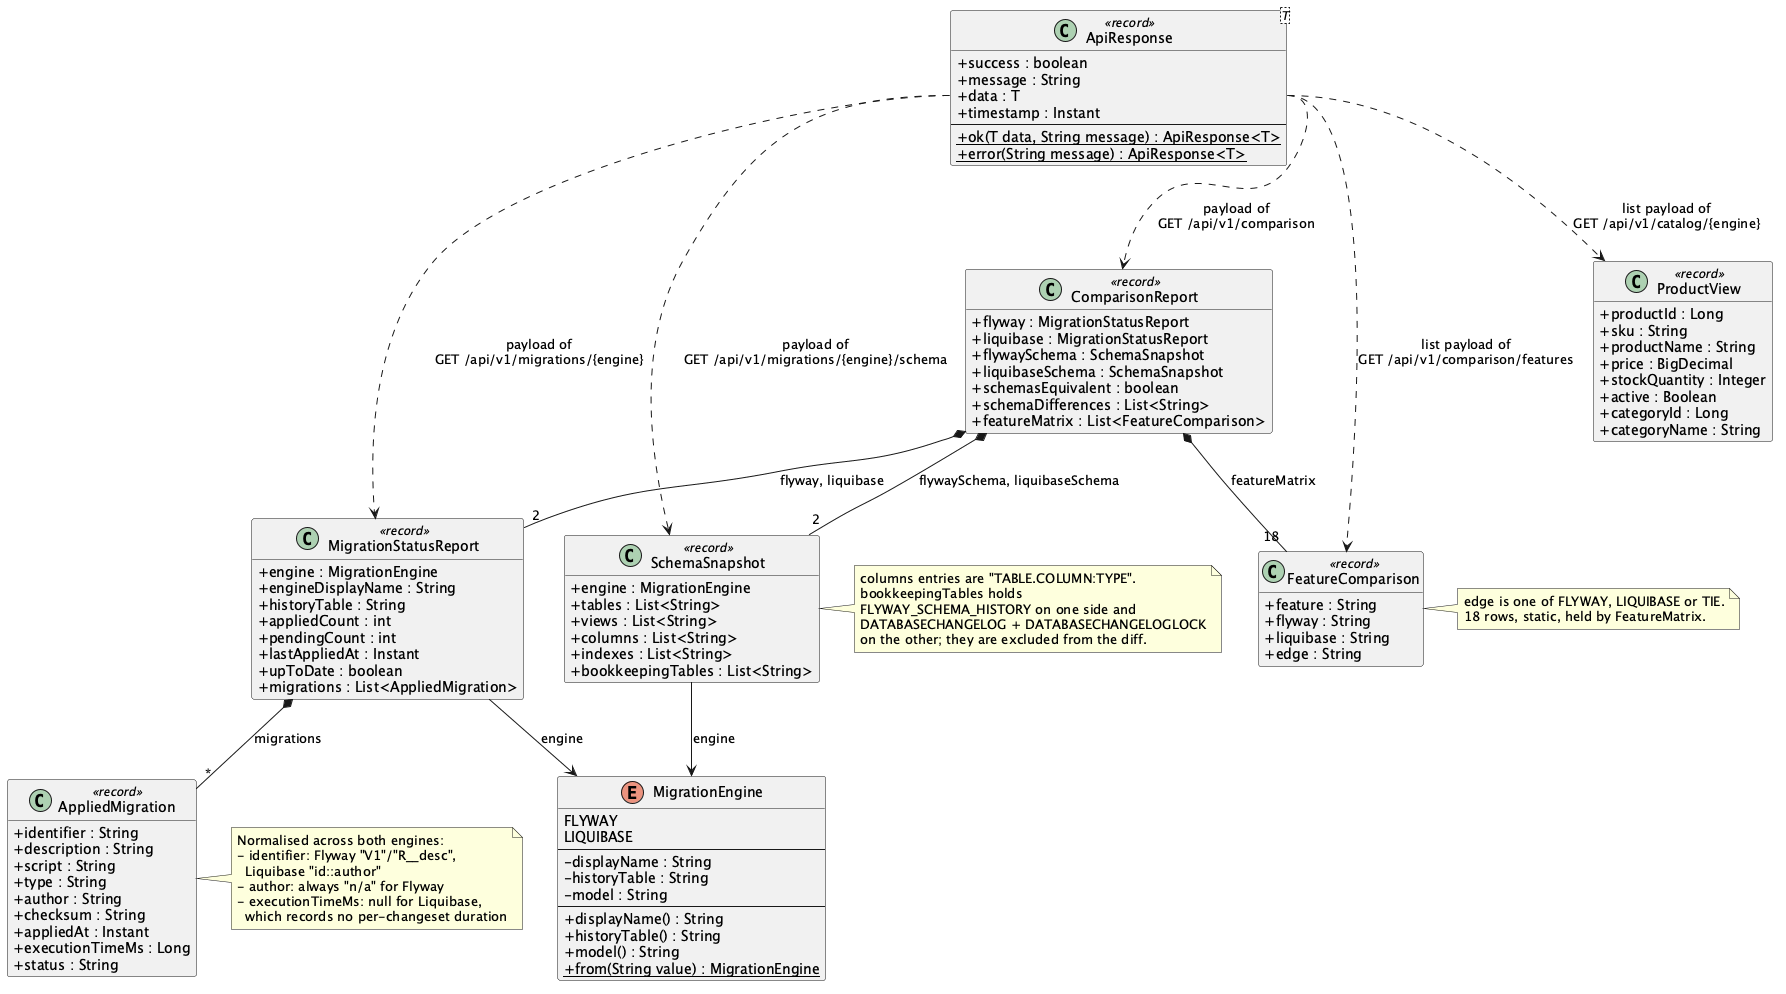 «record»
ApiResponse
T
C
+success : boolean
+message : String
+data : T
+timestamp : Instant
+ok(T data, String message) : ApiResponse<T>
+error(String message) : ApiResponse<T>
payload of
GET /api/v1/comparison
list payload of
GET /api/v1/catalog/{engine}
payload of
GET /api/v1/migrations/{engine}
payload of
GET /api/v1/migrations/{engine}/schema
list payload of
GET /api/v1/comparison/features
C
«record»
ComparisonReport
+flyway : MigrationStatusReport
+liquibase : MigrationStatusReport
+flywaySchema : SchemaSnapshot
+liquibaseSchema : SchemaSnapshot
+schemasEquivalent : boolean
+schemaDifferences : List<String>
+featureMatrix : List<FeatureComparison>
C
«record»
ProductView
+productId : Long
+sku : String
+productName : String
+price : BigDecimal
+stockQuantity : Integer
+active : Boolean
+categoryId : Long
+categoryName : String
flyway, liquibase
2
flywaySchema, liquibaseSchema
2
featureMatrix
18
C
«record»
MigrationStatusReport
+engine : MigrationEngine
+engineDisplayName : String
+historyTable : String
+appliedCount : int
+pendingCount : int
+lastAppliedAt : Instant
+upToDate : boolean
+migrations : List<AppliedMigration>
C
«record»
SchemaSnapshot
+engine : MigrationEngine
+tables : List<String>
+views : List<String>
+columns : List<String>
+indexes : List<String>
+bookkeepingTables : List<String>
columns entries are "TABLE.COLUMN:TYPE".
bookkeepingTables holds
FLYWAY_SCHEMA_HISTORY on one side and
DATABASECHANGELOG + DATABASECHANGELOGLOCK
on the other; they are excluded from the diff.
C
«record»
FeatureComparison
+feature : String
+flyway : String
+liquibase : String
+edge : String
edge is one of FLYWAY, LIQUIBASE or TIE.
18 rows, static, held by FeatureMatrix.
migrations
*
engine
engine
C
«record»
AppliedMigration
+identifier : String
+description : String
+script : String
+type : String
+author : String
+checksum : String
+appliedAt : Instant
+executionTimeMs : Long
+status : String
Normalised across both engines:
- identifier: Flyway "V1"/"R__desc",
Liquibase "id::author"
- author: always "n/a" for Flyway
- executionTimeMs: null for Liquibase,
which records no per-changeset duration
E
MigrationEngine
FLYWAY
LIQUIBASE
-displayName : String
-historyTable : String
-model : String
+displayName() : String
+historyTable() : String
+model() : String
+from(String value) : MigrationEngine